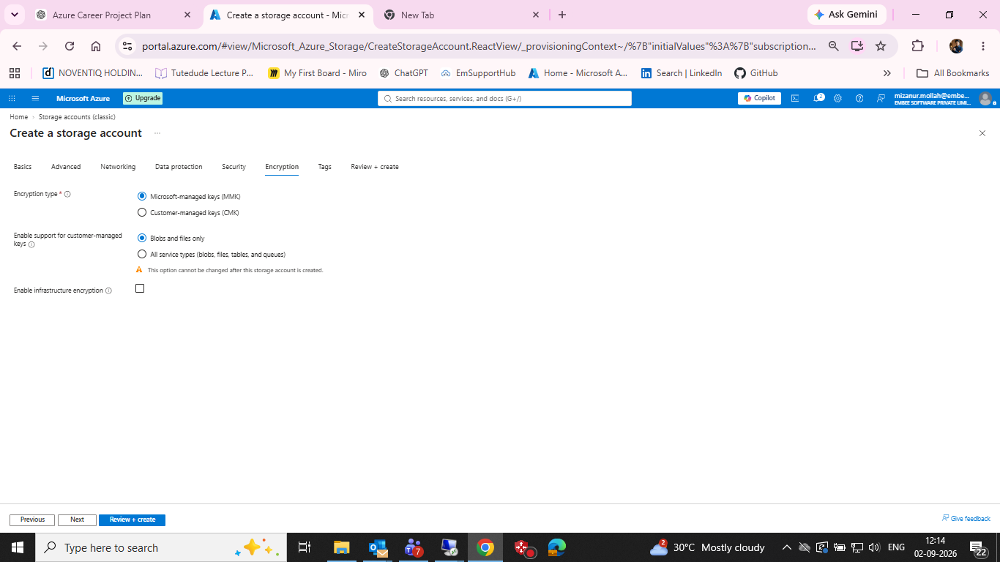 Azure Career Project Plan
Create a storage account - Micr
New Tab
Ask Gemini
portal.azure.com/#view/Microsoft_Azure_Storage/CreateStorageAccount.ReactView/_provisioningContext~/%7B"initialValues"%3A%7B"subscription...
NOVENTIQ HOLDIN...
Tutedude Lecture P...
My First Board - Miro
ChatGPT
EmSupportHub
Home - Microsoft A...
Search | LinkedIn
GitHub
All Bookmarks
Microsoft Azure
Upgrade
Search resources, services, and docs (G+/)
Copilot
2
mizanur.mollah@embe...
EMBEE SOFTWARE PRIVATE LIMI...
Home > Storage accounts (classic)
Create a storage account ...
Basics
Advanced
Networking
Data protection
Security
Encryption
Tags
Review + create
Encryption type *
Microsoft-managed keys (MMK)
Customer-managed keys (CMK)
Enable support for customer-managed
keys
Blobs and files only
All service types (blobs, files, tables, and queues)
This option cannot be changed after this storage account is created.
Enable infrastructure encryption
Previous
Next
Review + create
Give feedback
Type here to search
7
2
30°C Mostly cloudy
ENG
12:14
02-09-2026
22